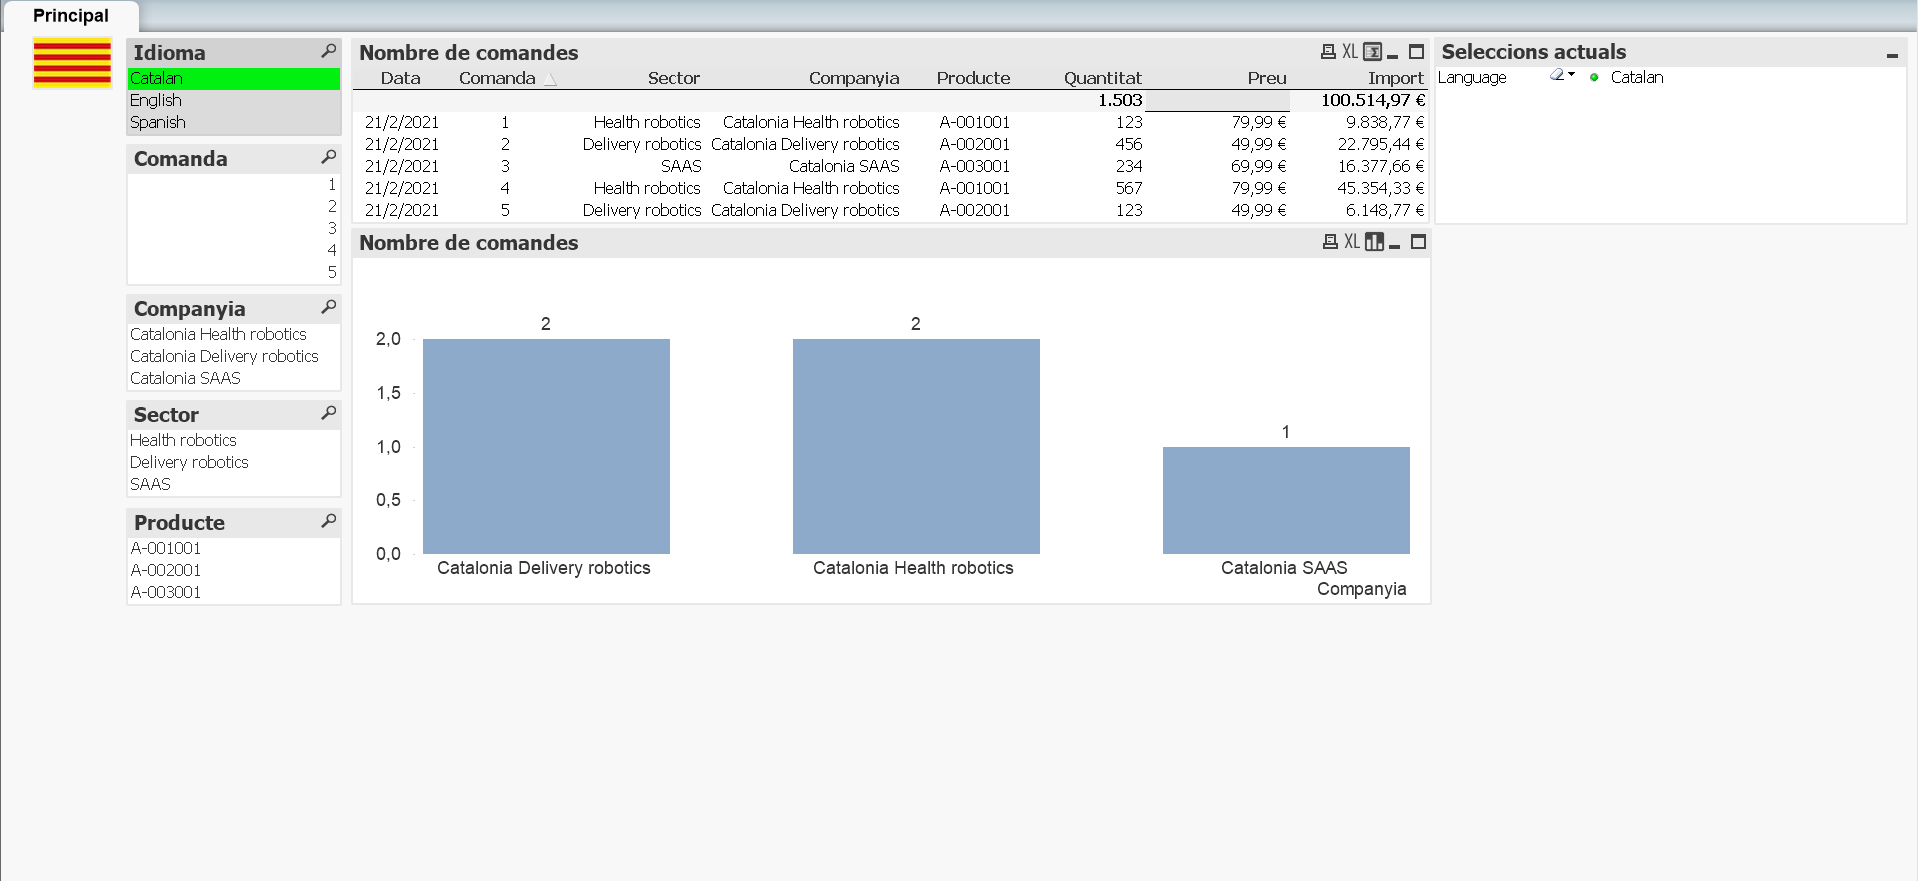 Principal
Idioma
Catalan
English
Spanish
Comanda
1
2
3
4
5
Companyia
Catalonia Health robotics
Catalonia Delivery robotics
Catalonia SAAS
Sector
Health robotics
Delivery robotics
SAAS
Producte
A-001001
A-002001
A-003001
Nombre de comandes XL
Data Comanda Sector Companyia Producte Quantitat Preu Import
1.503 100.514,97 €
21/2/2021 1 Health robotics Catalonia Health robotics A-001001 123 79,99 € 9.838,77 €
21/2/2021 2 Delivery robotics Catalonia Delivery robotics A-002001 456 49,99 € 22.795,44 €
21/2/2021 3 SAAS Catalonia SAAS A-003001 234 69,99 € 16.377,66 €
21/2/2021 4 Health robotics Catalonia Health robotics A-001001 567 79,99 € 45.354,33 €
21/2/2021 5 Delivery robotics Catalonia Delivery robotics A-002001 123 49,99 € 6.148,77 €
Nombre de comandes XL
2 2
2,0
1,5
1
1,0
0,5
0,0
Catalonia Delivery robotics Catalonia Health robotics Catalonia SAAS
Companyia
Seleccions actuals
Language Catalan